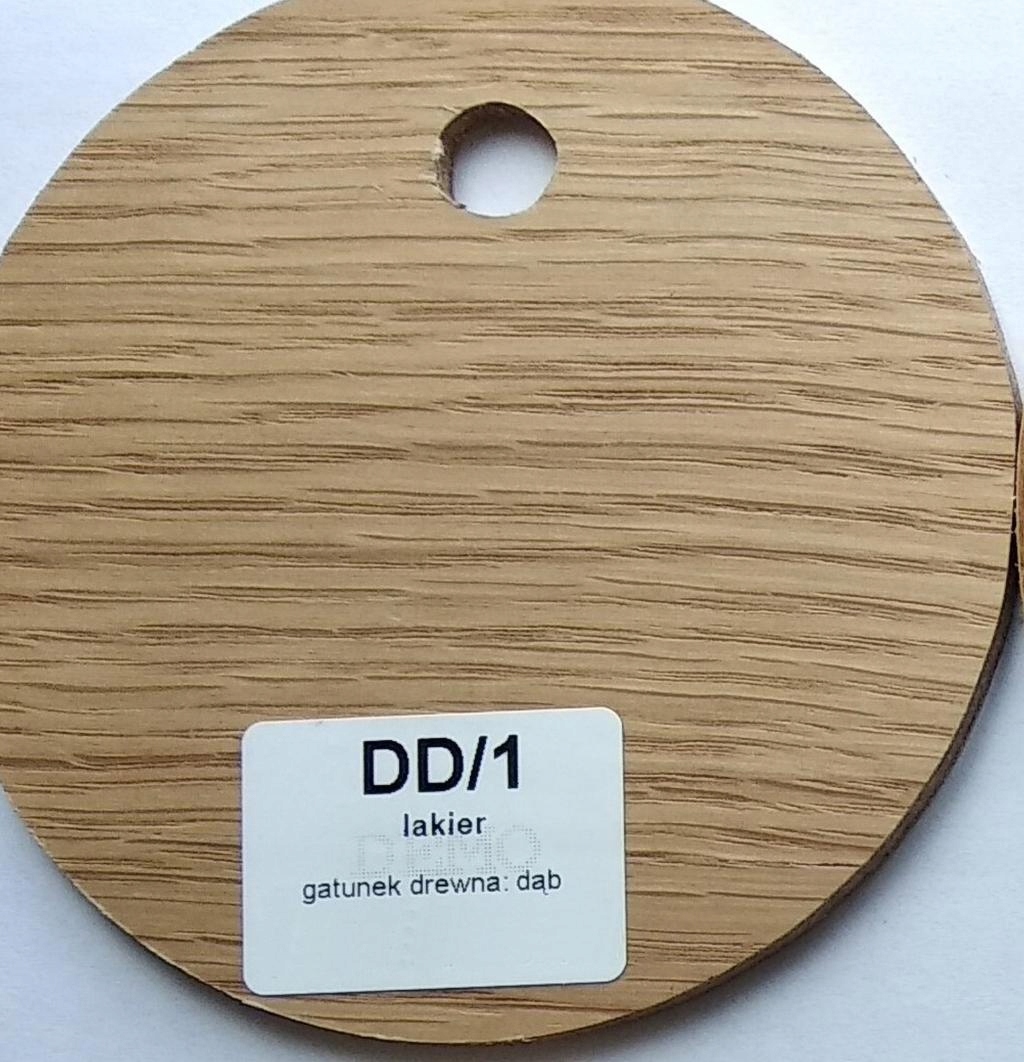 DD/1
lakier
DEMO
gatunek drewna: dąb